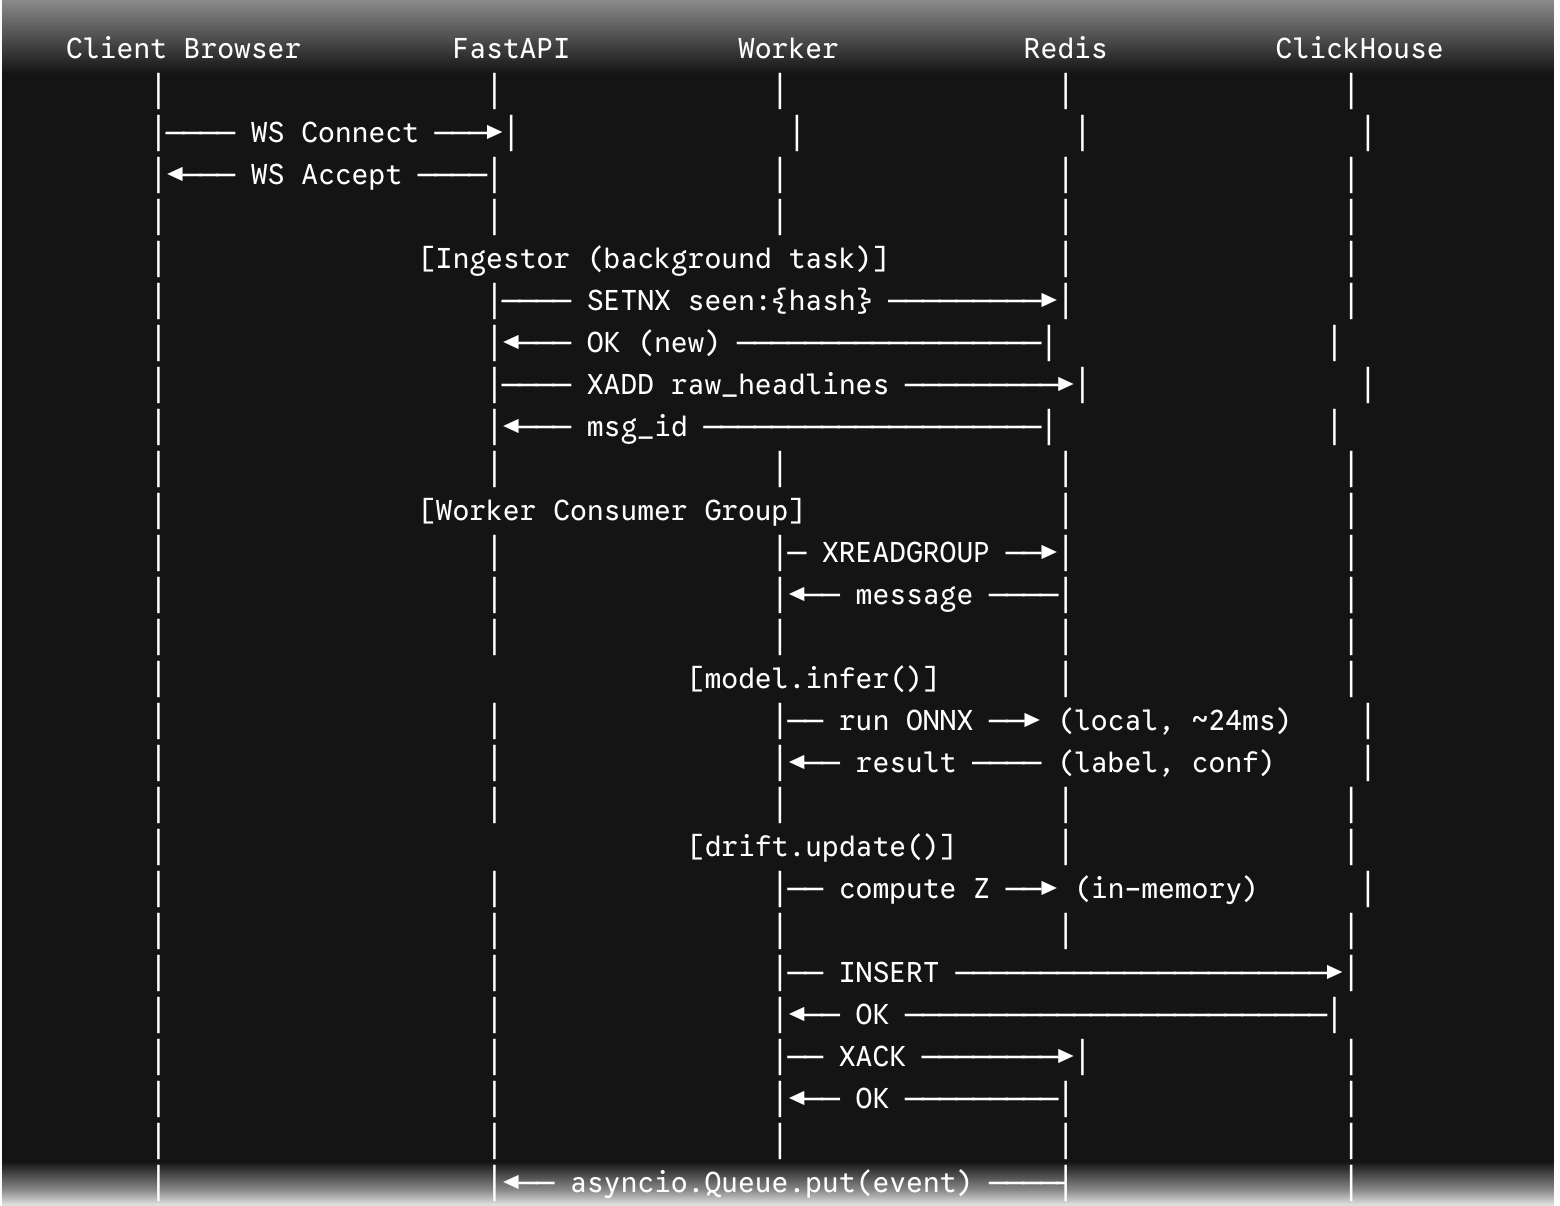 Client Browser FastAPI Worker Redis ClickHouse
WS Connect
WS Accept
[Ingestor (background task)]
SETNX seen:{hash}
OK (new)
XADD raw_headlines
msg_id
[Worker Consumer Group]
XREADGROUP
message
[model.infer()]
run ONNX (local, ~24ms)
result (label, conf)
[drift.update()]
compute Z (in-memory)
INSERT
OK
XACK
OK
asyncio.Queue.put(event)